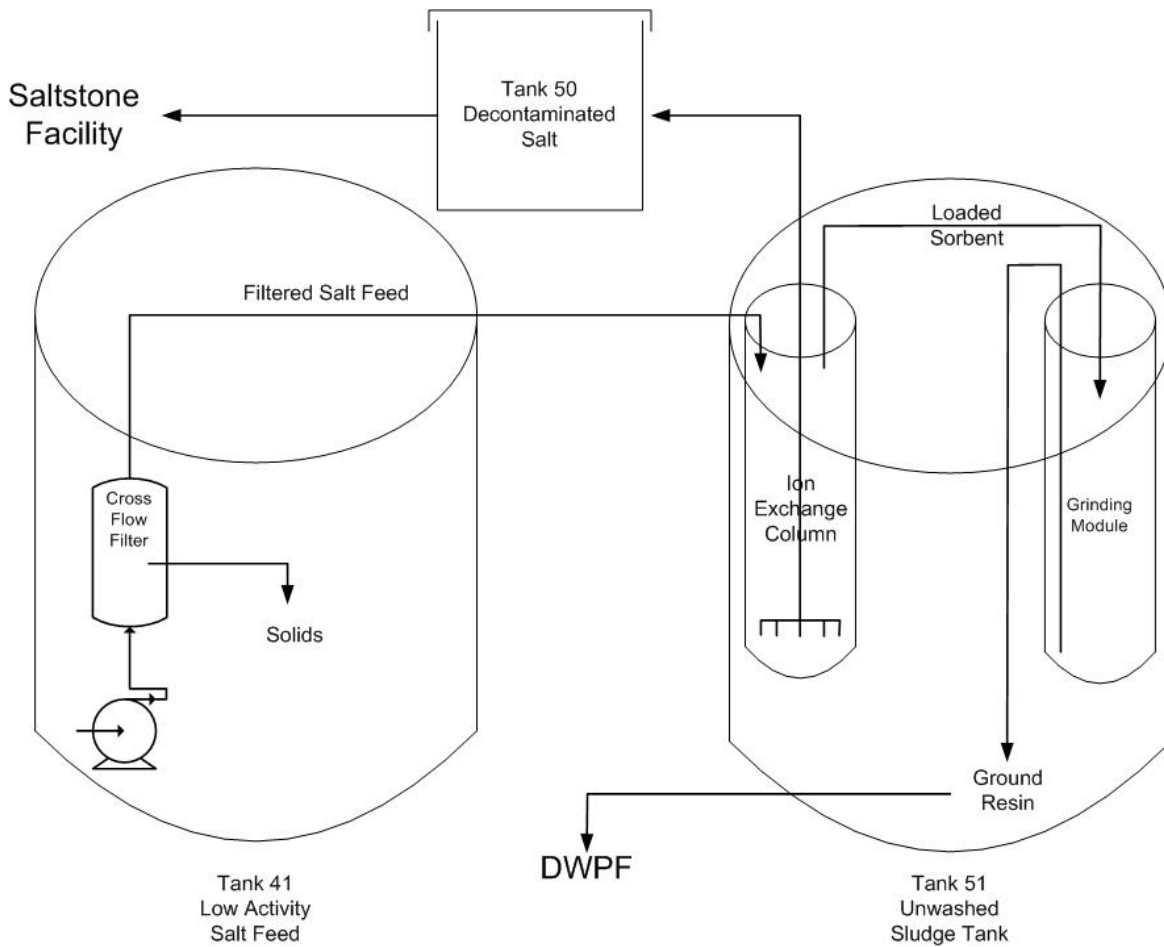 Tank 50
Decontaminated
Salt
Saltstone
Facility
Loaded
Sorbent
Filtered Salt Feed
Cross
Flow
Filter
Ion
Exchange
Column
Grinding
Module
Solids
Ground
Resin
DWPF
Tank 41
Low Activity
Salt Feed
Tank 51
Unwashed
Sludge Tank